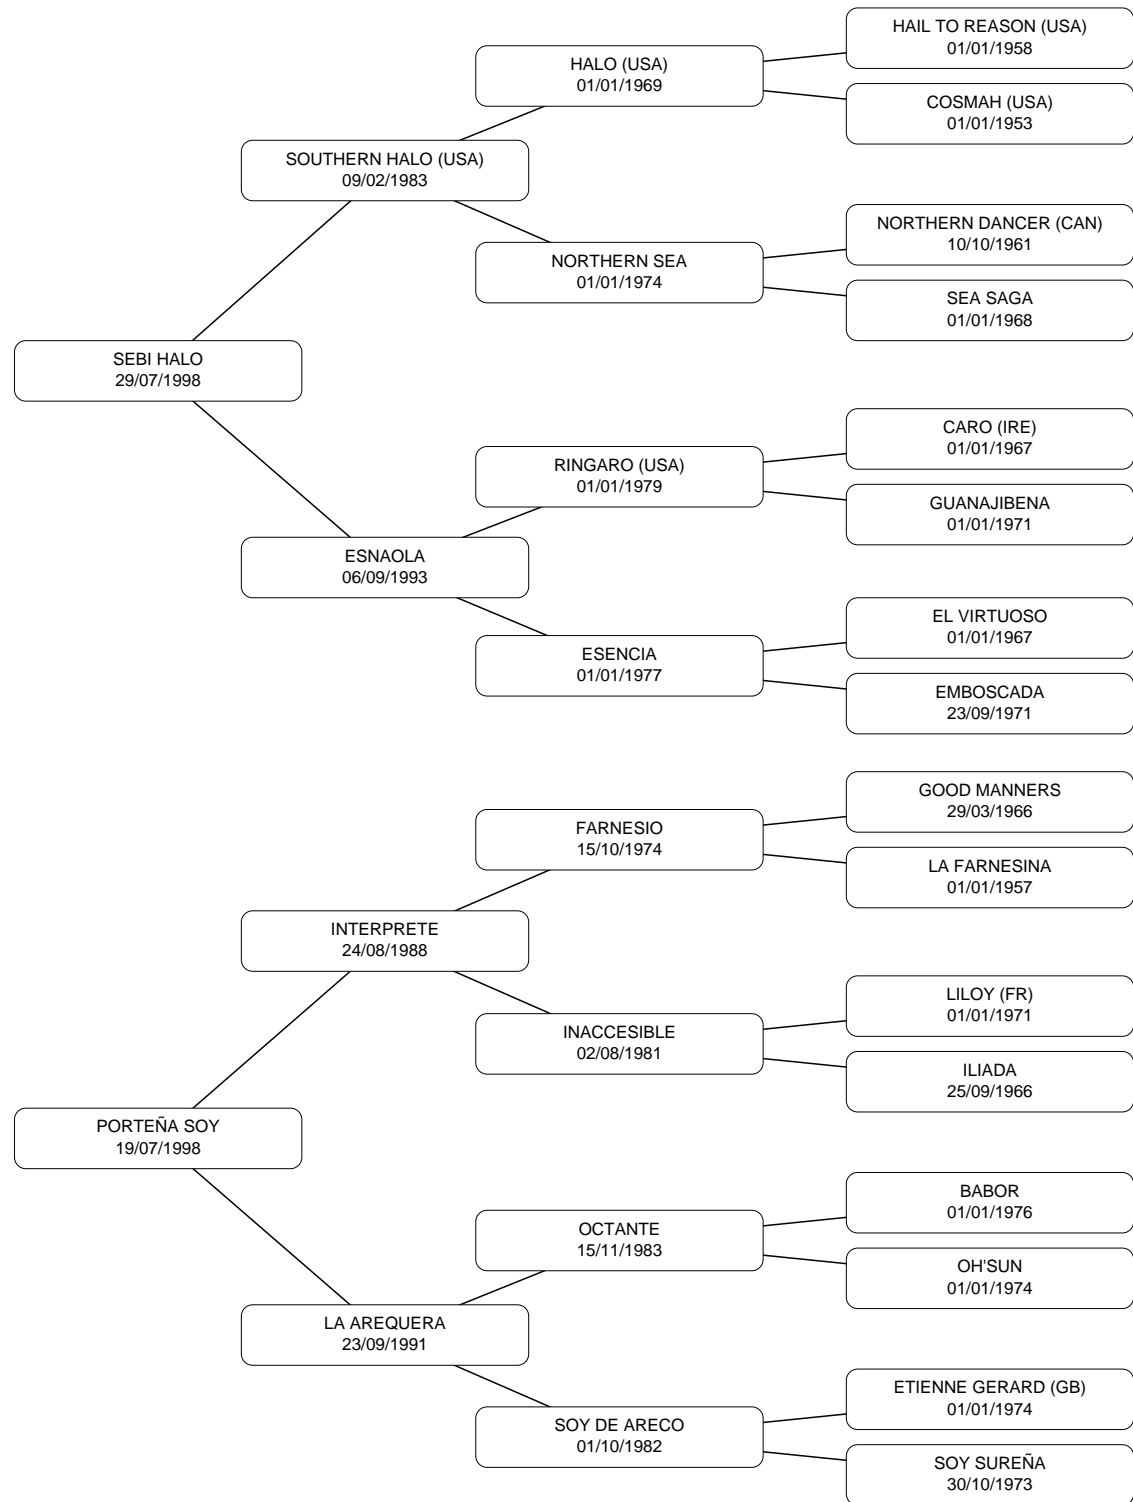 HAIL TO REASON (USA)
01/01/1958
HALO (USA)
01/01/1969
COSMAH (USA)
01/01/1953
SOUTHERN HALO (USA)
09/02/1983
NORTHERN DANCER (CAN)
10/10/1961
NORTHERN SEA
01/01/1974
SEA SAGA
01/01/1968
SEBI HALO
29/07/1998
CARO (IRE)
01/01/1967
RINGARO (USA)
01/01/1979
GUANAJIBENA
01/01/1971
ESNAOLA
06/09/1993
EL VIRTUOSO
01/01/1967
ESENCIA
01/01/1977
EMBOSCADA
23/09/1971
GOOD MANNERS
29/03/1966
FARNESIO
15/10/1974
LA FARNESINA
01/01/1957
INTERPRETE
24/08/1988
LILOY (FR)
01/01/1971
INACCESIBLE
02/08/1981
ILIADA
25/09/1966
PORTEÑA SOY
19/07/1998
BABOR
01/01/1976
OCTANTE
15/11/1983
OH'SUN
01/01/1974
LA AREQUERA
23/09/1991
ETIENNE GERARD (GB)
01/01/1974
SOY DE ARECO
01/10/1982
SOY SUREÑA
30/10/1973